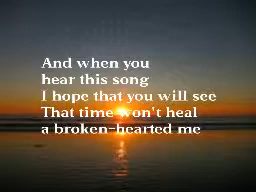 And when you
hear this song
I hope that you will see
That time won't heal
a broken-hearted me